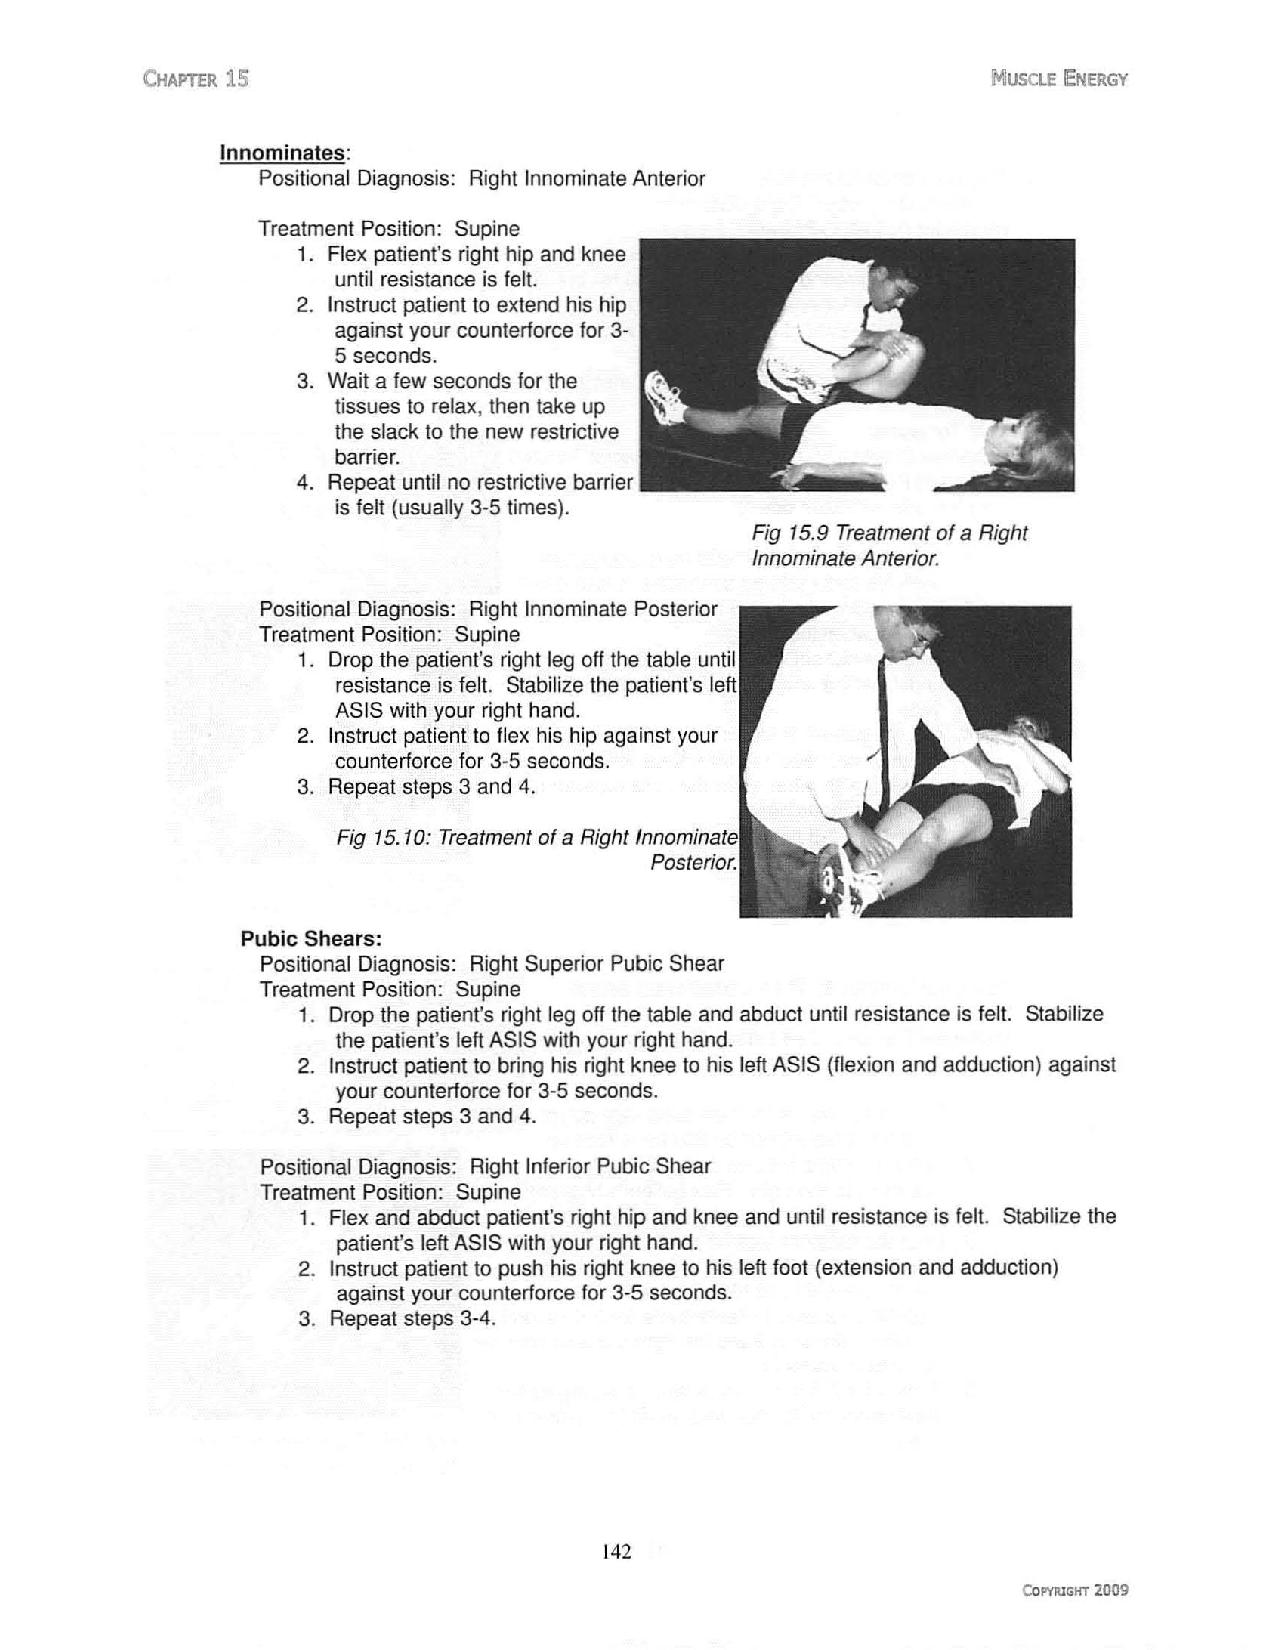 CHAPTER 15
MUSCLE ENERGY
Innominates:
Positional Diagnosis: Right Innominate Anterior
Treatment Position: Supine
1. Flex patient's right hip and knee
until resistance is felt.
2. Instruct patient to extend his hip
against your counterforce for 3-
5 seconds.
3. Wait a few seconds for the
tissues to relax, then take up
the slack to the new restrictive
barrier.
4. Repeat until no restrictive barrier
is felt (usually 3-5 times).
Fig 15.9 Treatment of a Right
Innominate Anterior.
Positional Diagnosis: Right Innominate Posterior
Treatment Position: Supine
1. Drop the patient's right leg off the table until
resistance is felt. Stabilize the patient's left
ASIS with your right hand.
2. Instruct patient to flex his hip against your
counterforce for 3-5 seconds.
3. Repeat steps 3 and 4.
Fig 15.10: Treatment of a Right Innominate
Posterior.
Pubic Shears:
Positional Diagnosis: Right Superior Pubic Shear
Treatment Position: Supine
1. Drop the patient's right leg off the table and abduct until resistance is felt. Stabilize
the patient's left ASIS with your right hand.
2. Instruct patient to bring his right knee to his left ASIS (flexion and adduction) against
your counterforce for 3-5 seconds.
3. Repeat steps 3 and 4.
Positional Diagnosis: Right Inferior Pubic Shear
Treatment Position: Supine
1. Flex and abduct patient's right hip and knee and until resistance is felt. Stabilize the
patient's left ASIS with your right hand.
2. Instruct patient to push his right knee to his left foot (extension and adduction)
against your counterforce for 3-5 seconds.
3. Repeat steps 3-4.
142
COPYRIGHT 2009